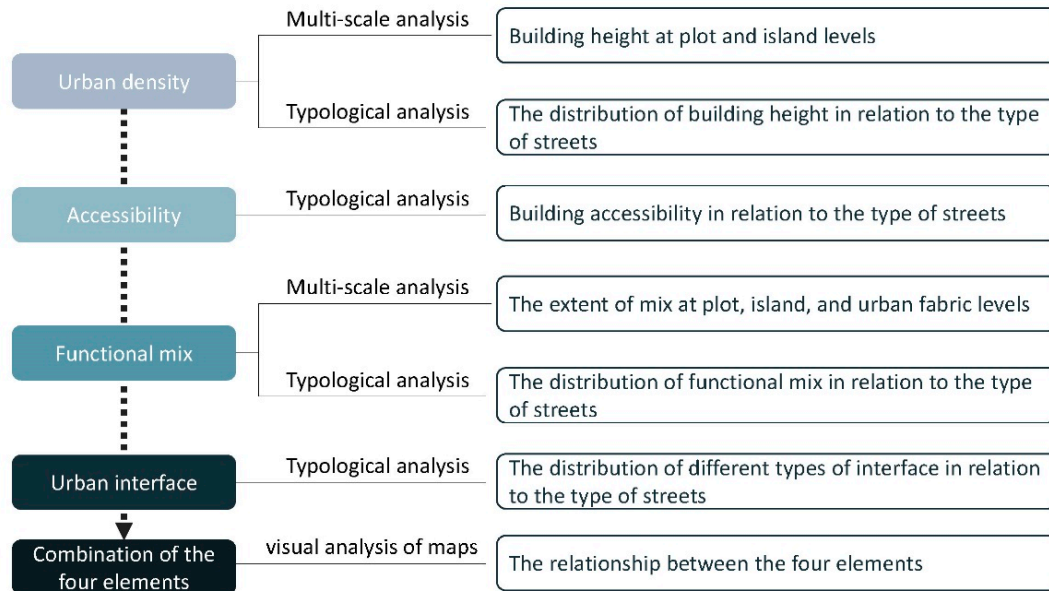 Multi-scale analysis
Building height at plot and island levels
Urban density
Typological analysis
The distribution of building height in relation to the type
of streets
Accessibility
Typological analysis
Building accessibility in relation to the type of streets
Multi-scale analysis
The extent of mix at plot, island, and urban fabric levels
Functional mix
Typological analysis
The distribution of functional mix in relation to the type
of streets
Urban interface
Typological analysis
The distribution of different types of interface in relation
to the type of streets
Combination of the
four elements
visual analysis of maps
The relationship between the four elements